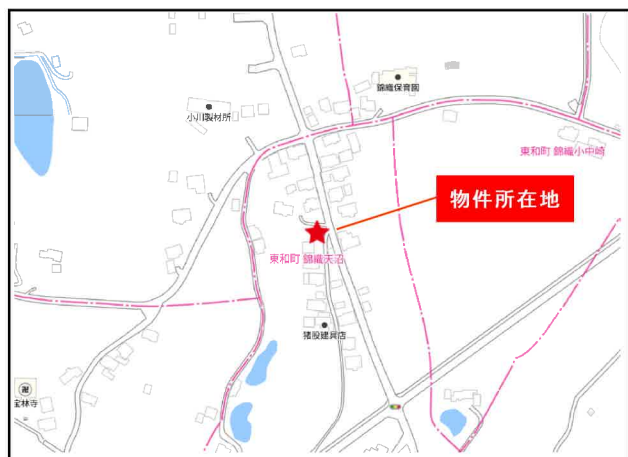 錦織保育園
小川製材所
東和町 錦織小中崎
物件所在地
東和町 錦織天沼
猪股建具店
卍
宝林寺